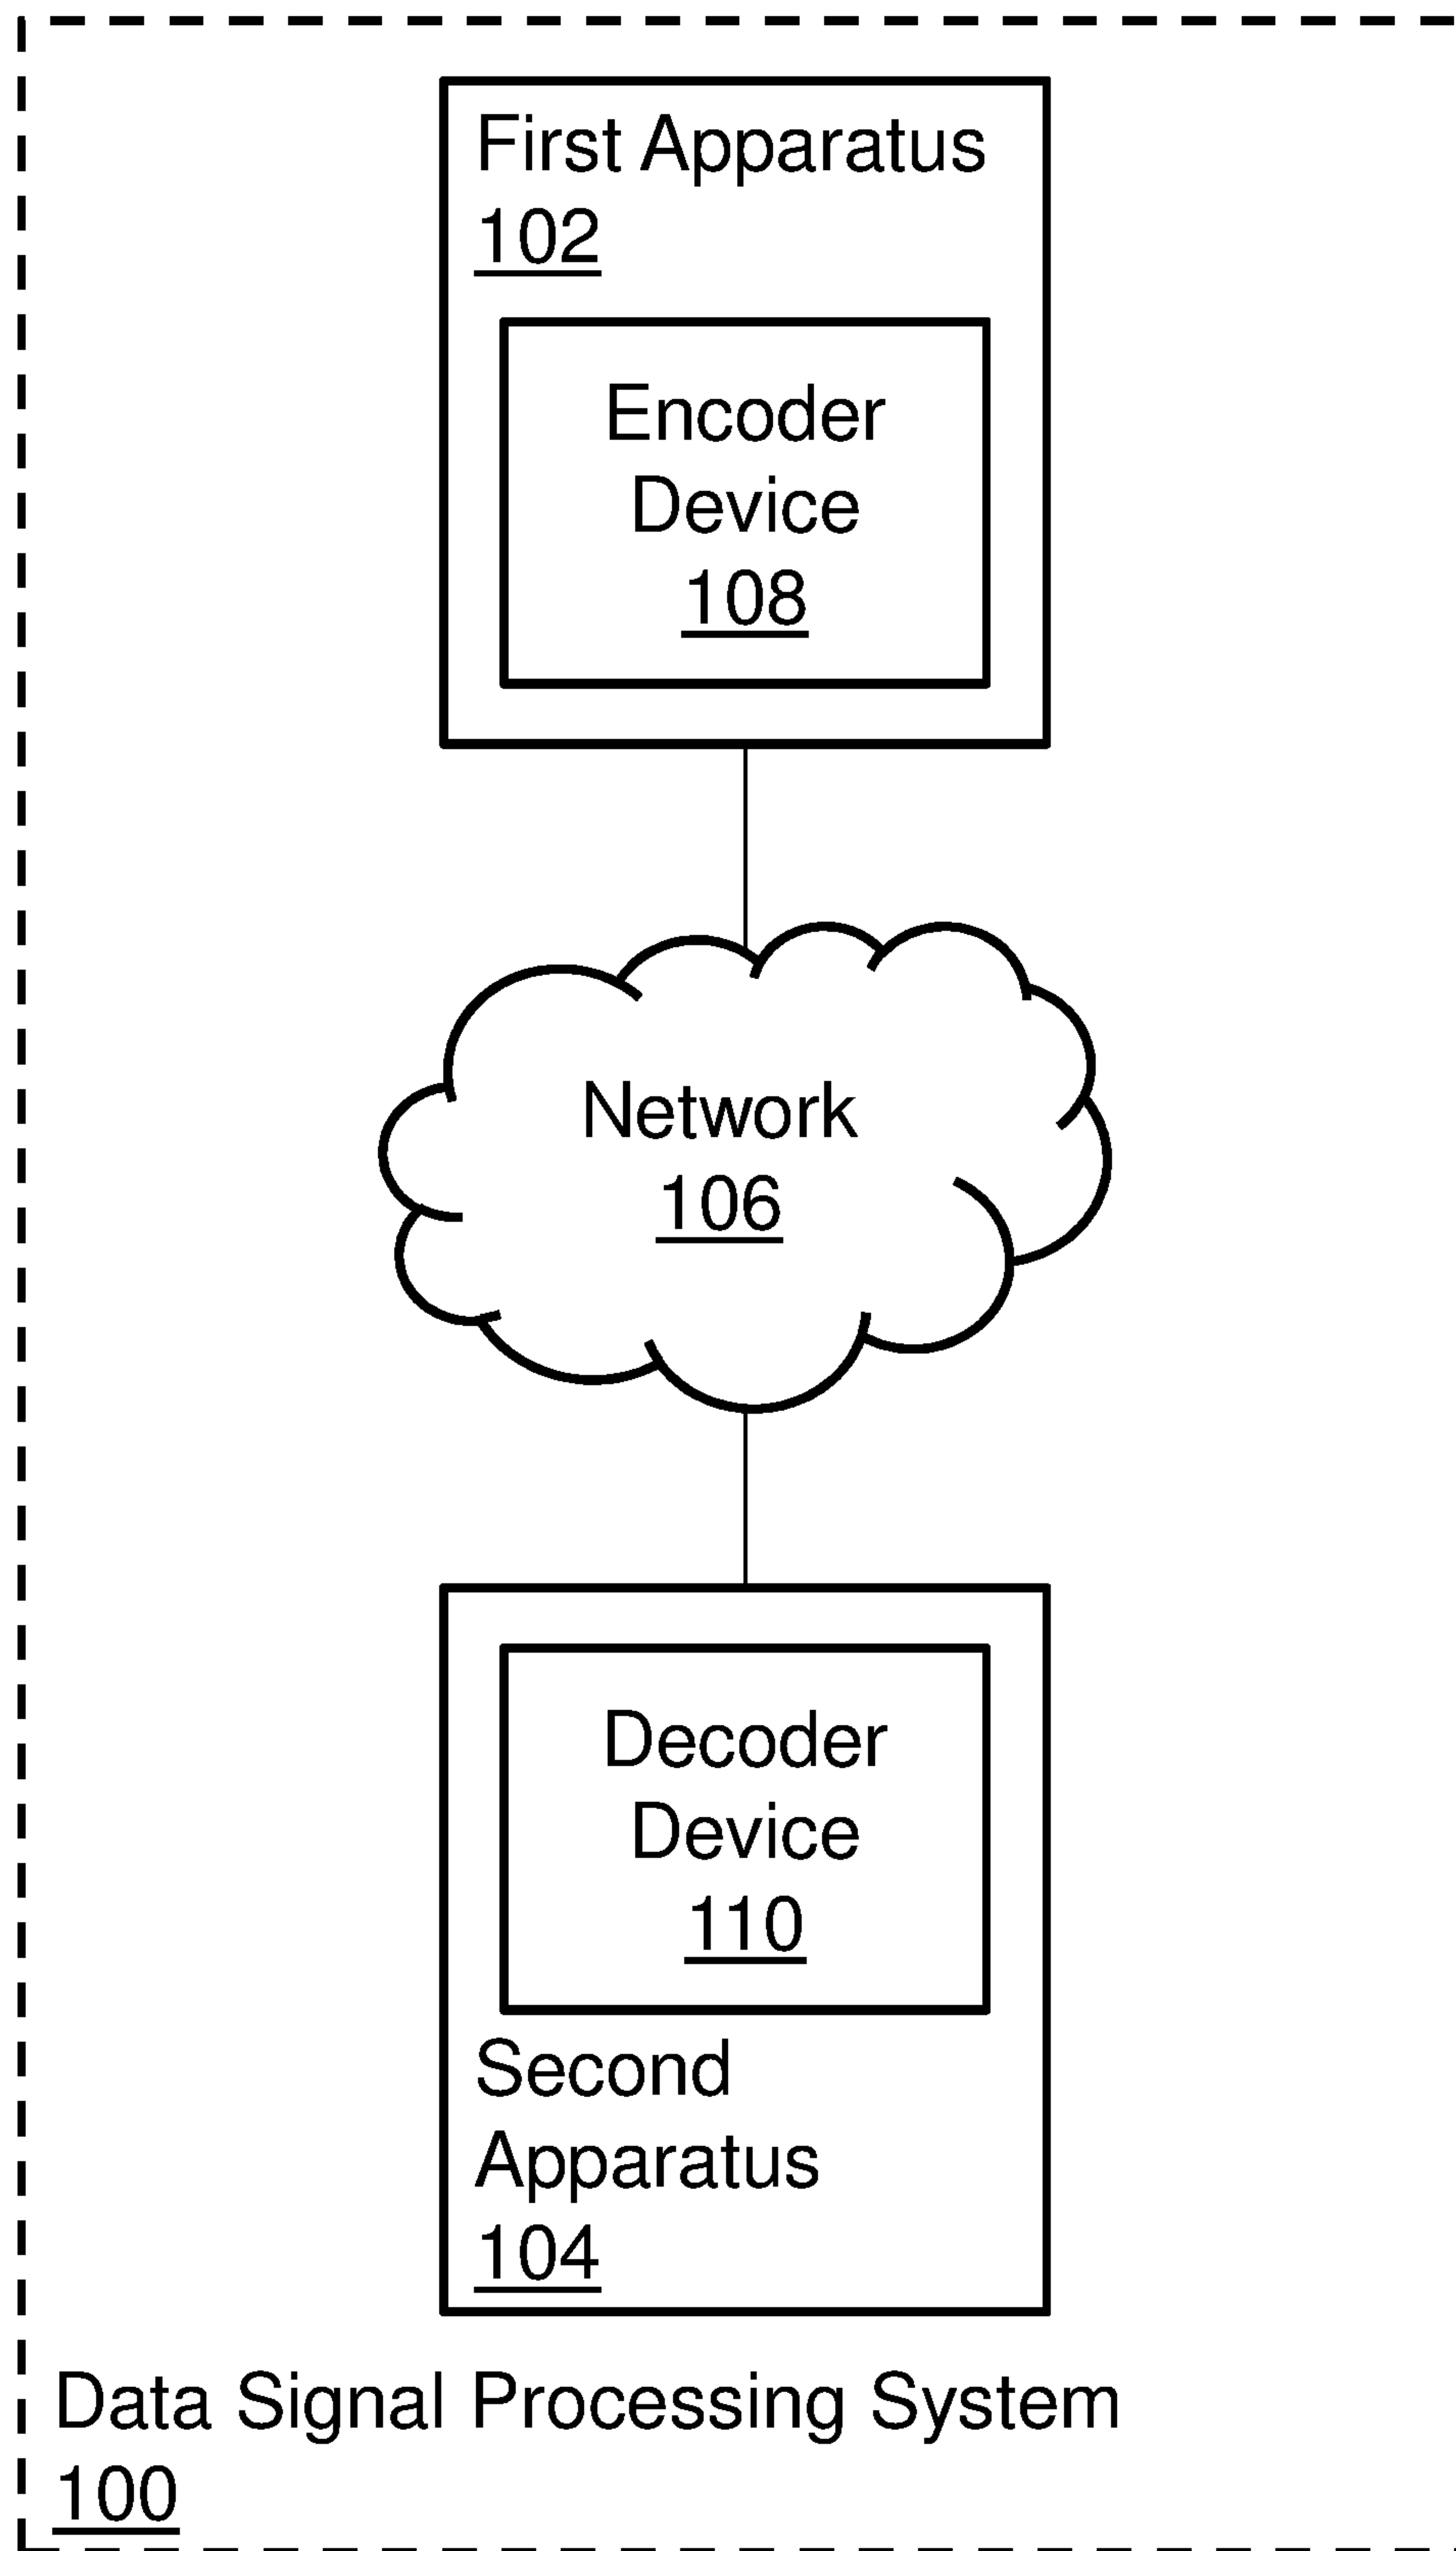 First Apparatus
102
Encoder
Device
108
Network
106
Decoder
Device
110
Second
Apparatus
104
Data Signal Processing System
100